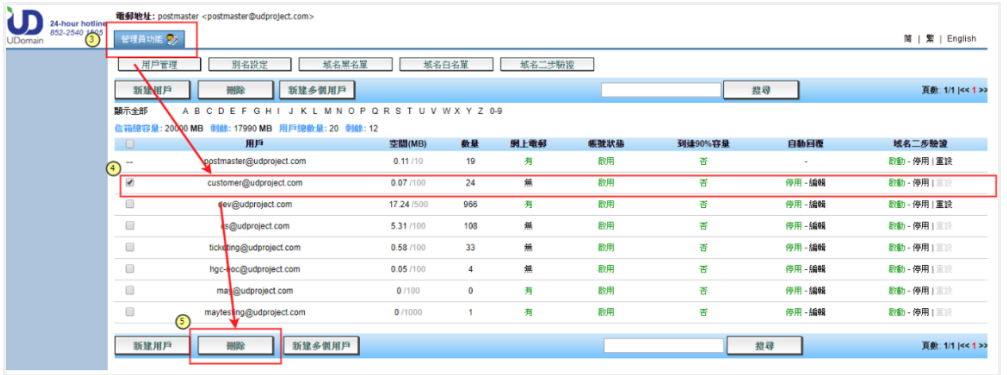 電郵地址: postmaster <postmaster@udproject.com>
UDomain
24-hour hotline
852-2540 1505
③ 管理員功能
简 | 繁 | English
用戶管理 別名設定 域名黑名單 域名白名單 域名二步驗證
新建用戶 刪除 新建多個用戶 搜尋 頁數: 1/1 |<< 1 >>
顯示全部 A B C D E F G H I J K L M N O P Q R S T U V W X Y Z 0-9
信箱總容量: 20000 MB 剩餘: 17990 MB 用戶總數量: 20 剩餘: 12
用戶 空間(MB) 數量 網上電郵 帳號狀態 到達90%容量 自動回覆 域名二步驗證
④ -- postmaster@udproject.com 0.11 /10 19 有 啟用 否 - 啟動 - 停用 | 重設
customer@udproject.com 0.07 /100 24 無 啟用 否 停用 - 編輯 啟動 - 停用 | 重設
dev@udproject.com 17.24 /500 966 有 啟用 否 停用 - 編輯 啟動 - 停用 | 重設
@udproject.com 5.31 /100 108 無 啟用 否 停用 - 編輯 啟動 - 停用 | 重設
ticketing@udproject.com 0.58 /100 33 無 啟用 否 停用 - 編輯 啟動 - 停用 | 重設
hgc-noc@udproject.com 0.05 /100 4 無 啟用 否 停用 - 編輯 啟動 - 停用 | 重設
may@udproject.com 0 /100 0 有 啟用 否 停用 - 編輯 啟動 - 停用 | 重設
maytesting@udproject.com 0 /1000 1 有 啟用 否 停用 - 編輯 啟動 - 停用 | 重設
⑤
新建用戶 刪除 新建多個用戶 搜尋 頁數: 1/1 |<< 1 >>